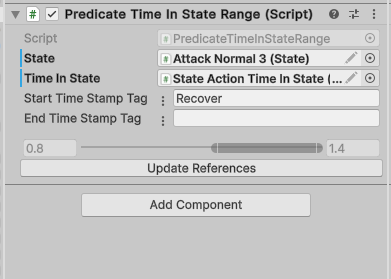 Predicate Time In State Range (Script)
Script PredicateTimeInStateRange
State Attack Normal 3 (State)
Time In State State Action Time In State (...
Start Time Stamp Tag Recover
End Time Stamp Tag
0.8 1.4
Update References
Add Component